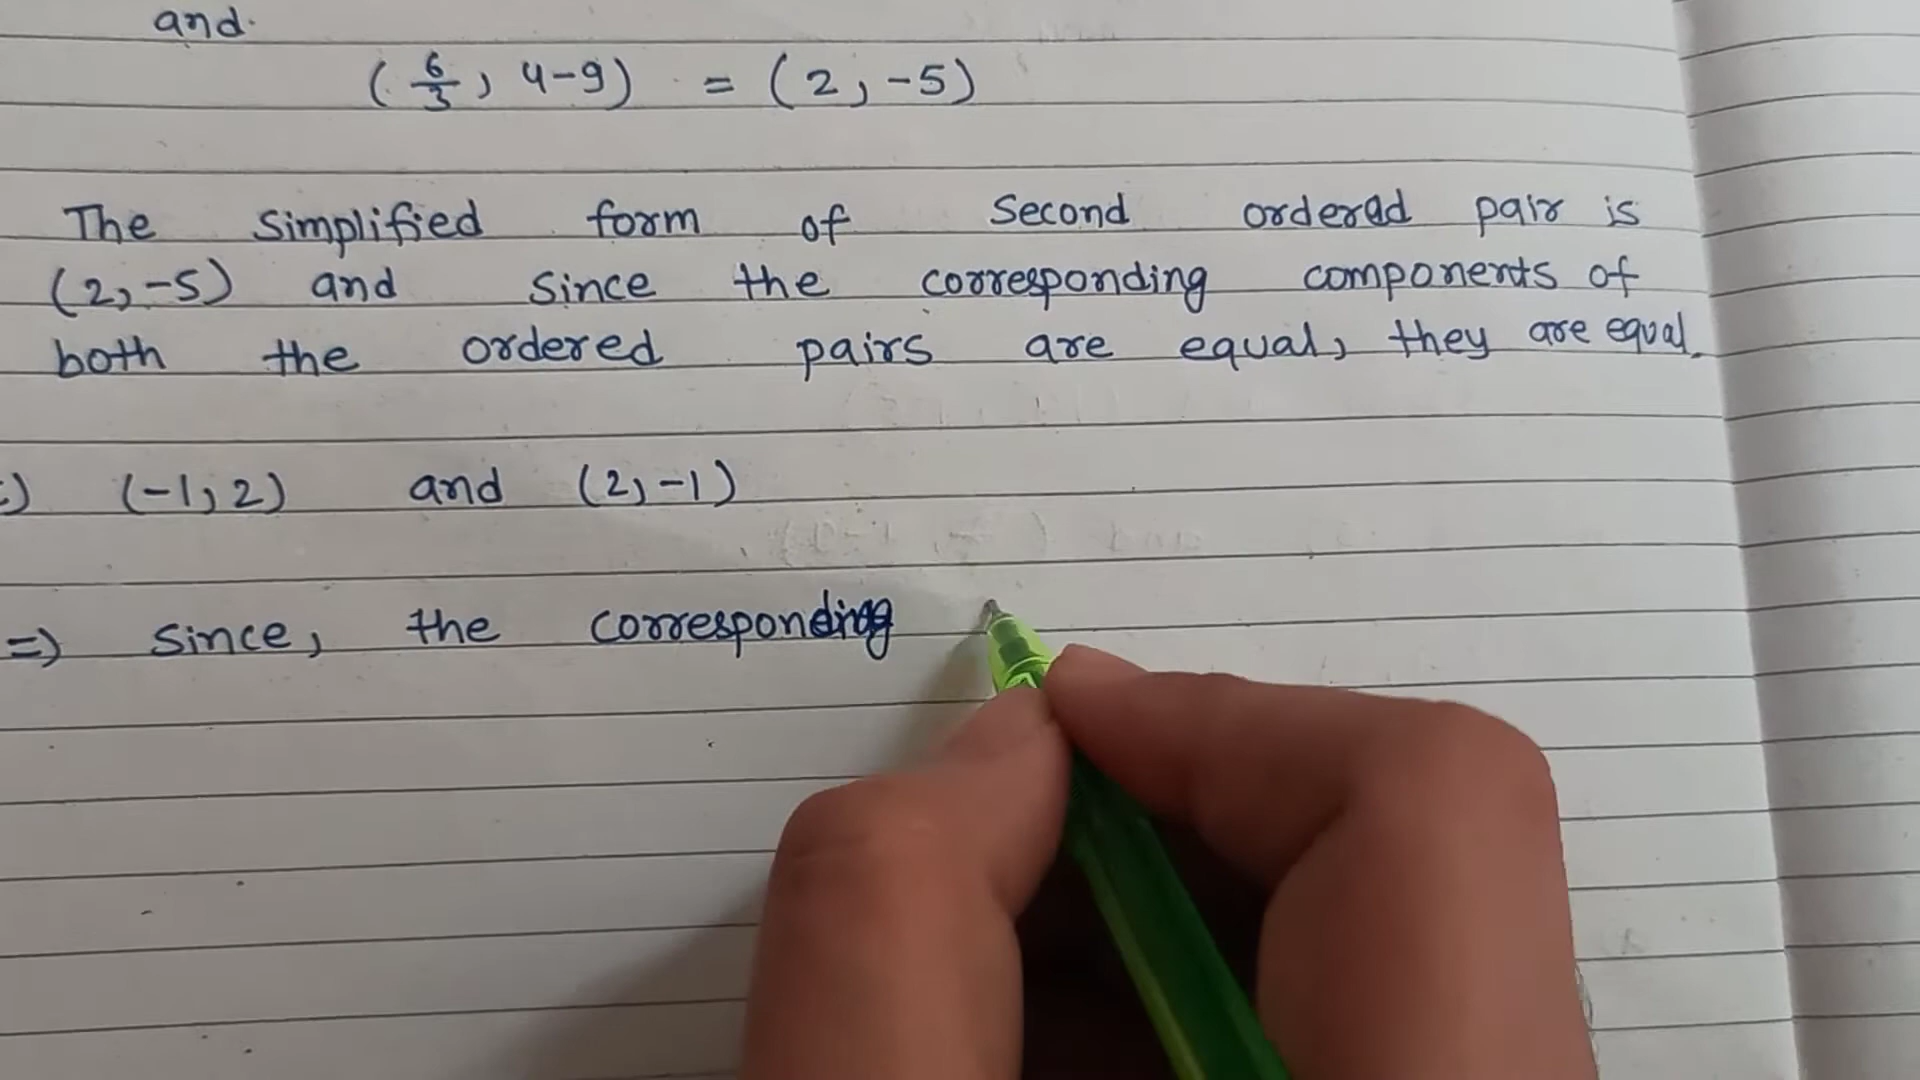 and.
(6/3, 4-9) = (2, -5)
The simplified form of second ordered pair is
(2, -5) and since the corresponding components of
both the ordered pairs are equal, they are equal.
) (-1, 2) and (2, -1)
=) since, the corresponding